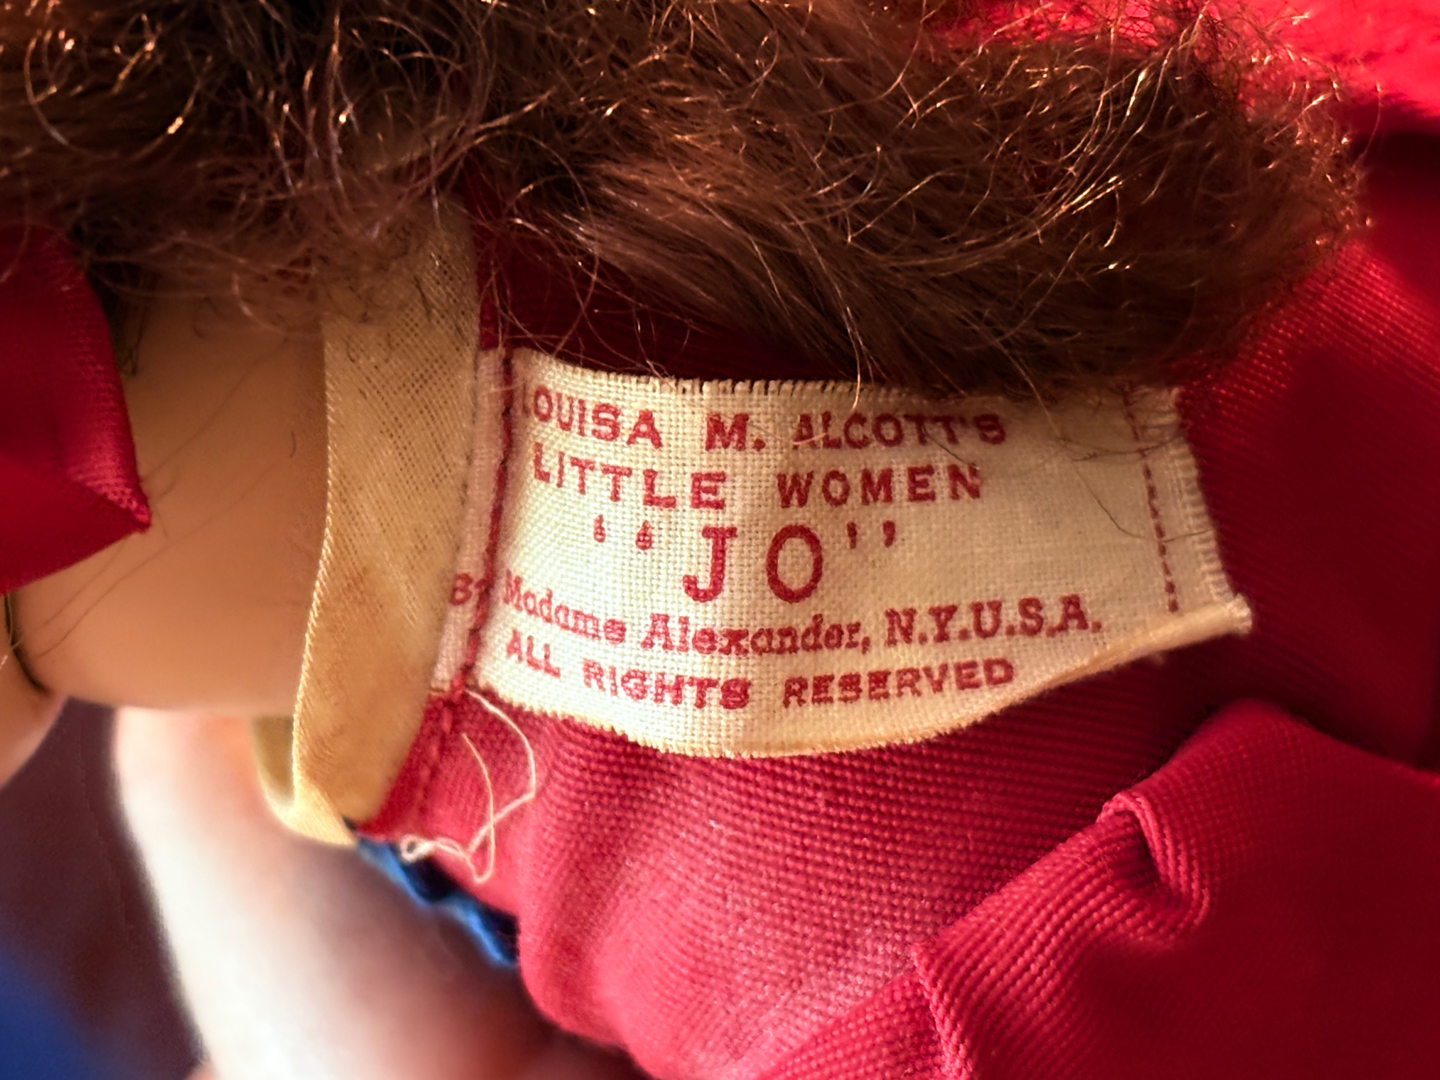 LOUISA M. ALCOTT'S
LITTLE WOMEN
“JO”
BY Madame Alexander, N.Y.U.S.A.
ALL RIGHTS RESERVED